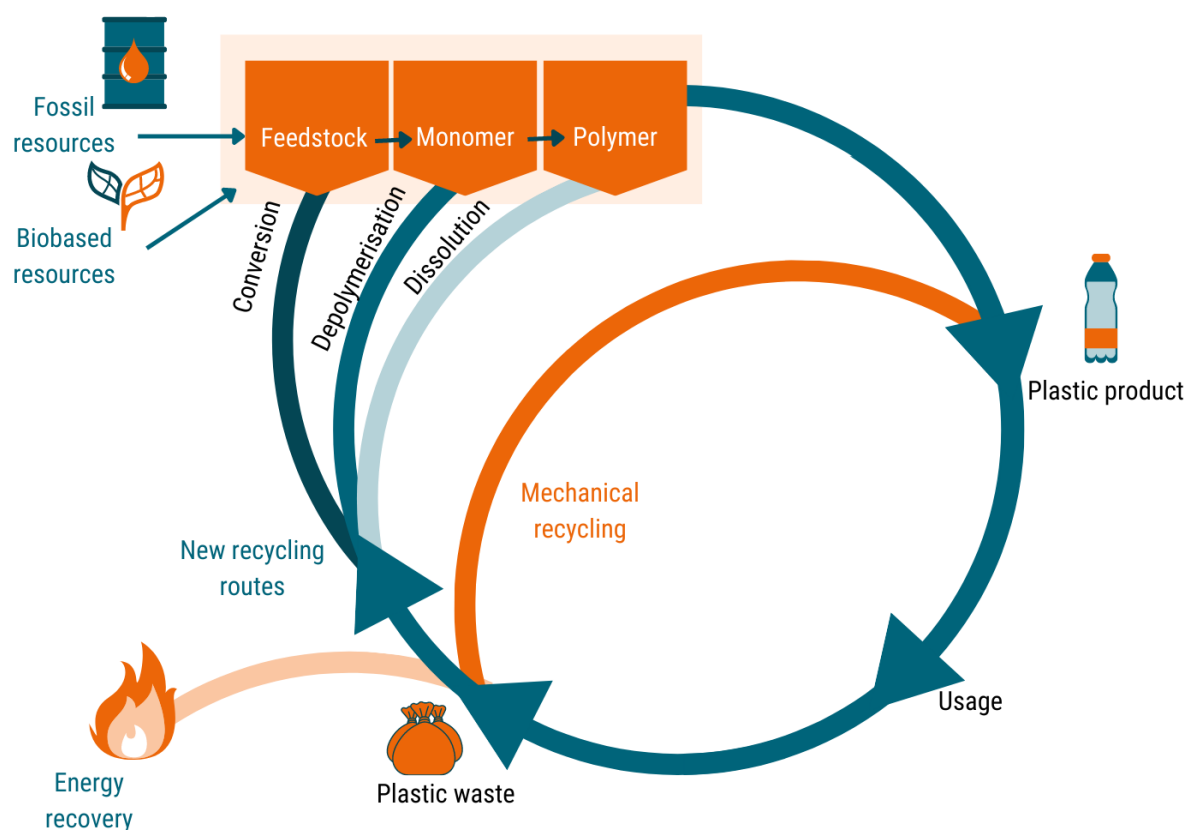 Fossil
resources
Feedstock
Monomer
Polymer
Biobased
resources
Conversion
Depolymerisation
Dissolution
Plastic product
Mechanical
recycling
New recycling
routes
Usage
Energy
recovery
Plastic waste